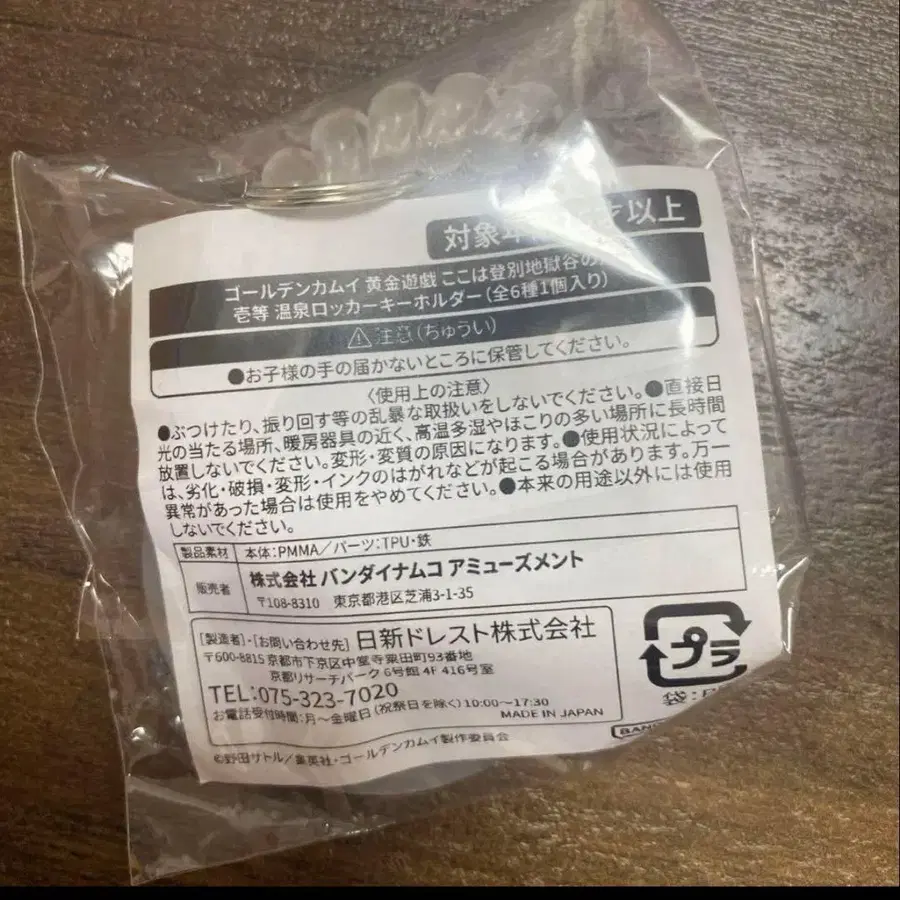 対象年 以上
ゴールデンカムイ 黄金遊戯 ここは登別地獄谷の
壱等 温泉ロッカーキーホルダー(全6種1個入り)
⚠注意(ちゅうい)
●お子様の手の届かないところに保管してください。
〈使用上の注意〉
●ぶつけたり、振り回す等の乱暴な取扱いをしないでください。●直接日
光の当たる場所、暖房器具の近く、高温多湿やほこりの多い場所に長時間
放置しないでください。変形・変質の原因になります。●使用状況によって
は、劣化・破損・変形・インクのはがれなどが起こる場合があります。万一
異常があった場合は使用をやめてください。●本来の用途以外には使用
しないでください。
製品素材 本体:PMMA/パーツ:TPU・鉄
販売者 株式会社 バンダイナムコ アミューズメント
〒108-8310 東京都港区芝浦3-1-35
[製造者]・[お問い合わせ先] 日新ドレスト株式会社
〒600-8815 京都市下京区中堂寺粟田町93番地
京都リサーチパーク 6号館 4F 416号室
TEL:075-323-7020
お電話受付時間:月~金曜日(祝祭日を除く)10:00~17:30
MADE IN JAPAN
©野田サトル/集英社・ゴールデンカムイ製作委員会
プラ
袋:
BAN